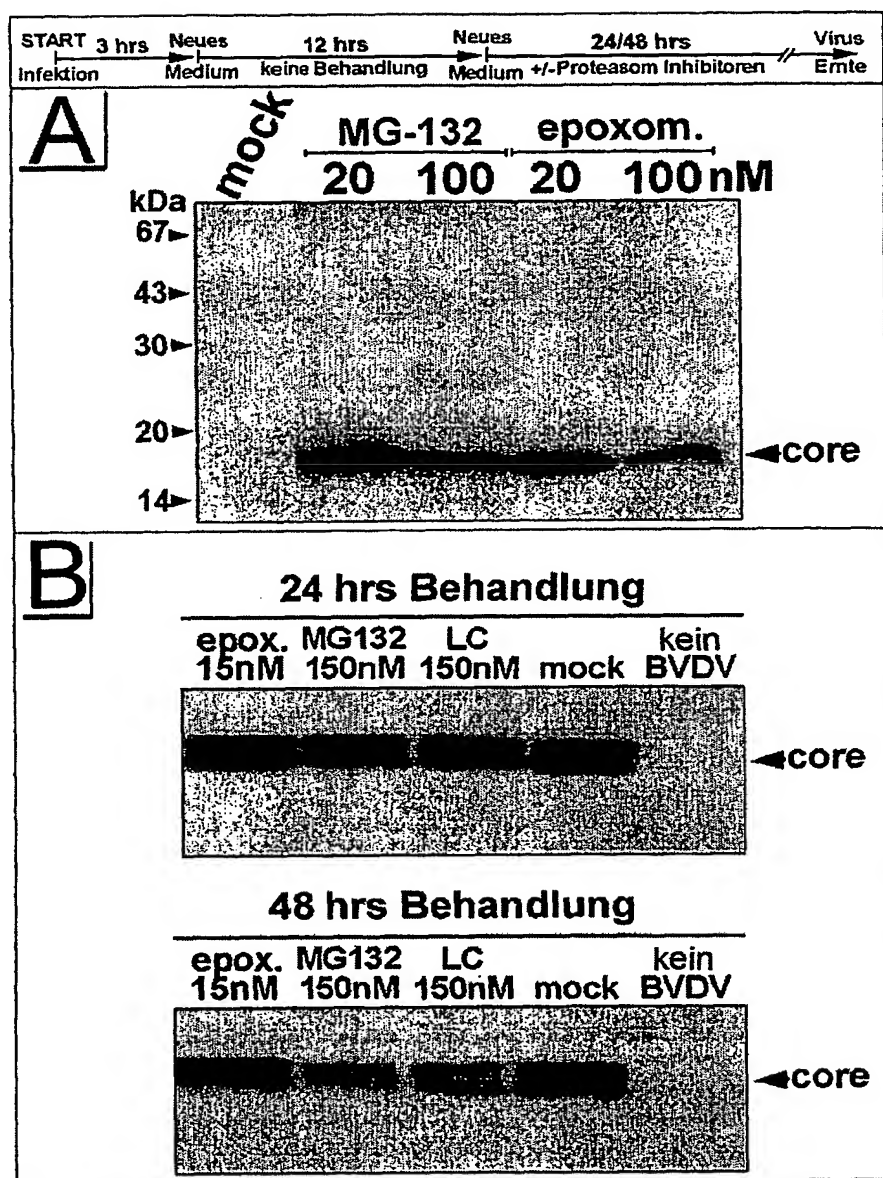 START 3 hrs Neues 12 hrs Neues 24/48 hrs Virus
Infektion Medium keine Behandlung Medium +/-Proteasom Inhibitoren Ernte
A
mock MG-132 epoxom.
20 100 20 100 nM
kDa
67
43
30
20
14
core
B
24 hrs Behandlung
epox. MG132 LC kein
15nM 150nM 150nM mock BVDV
core
48 hrs Behandlung
epox. MG132 LC kein
15nM 150nM 150nM mock BVDV
core